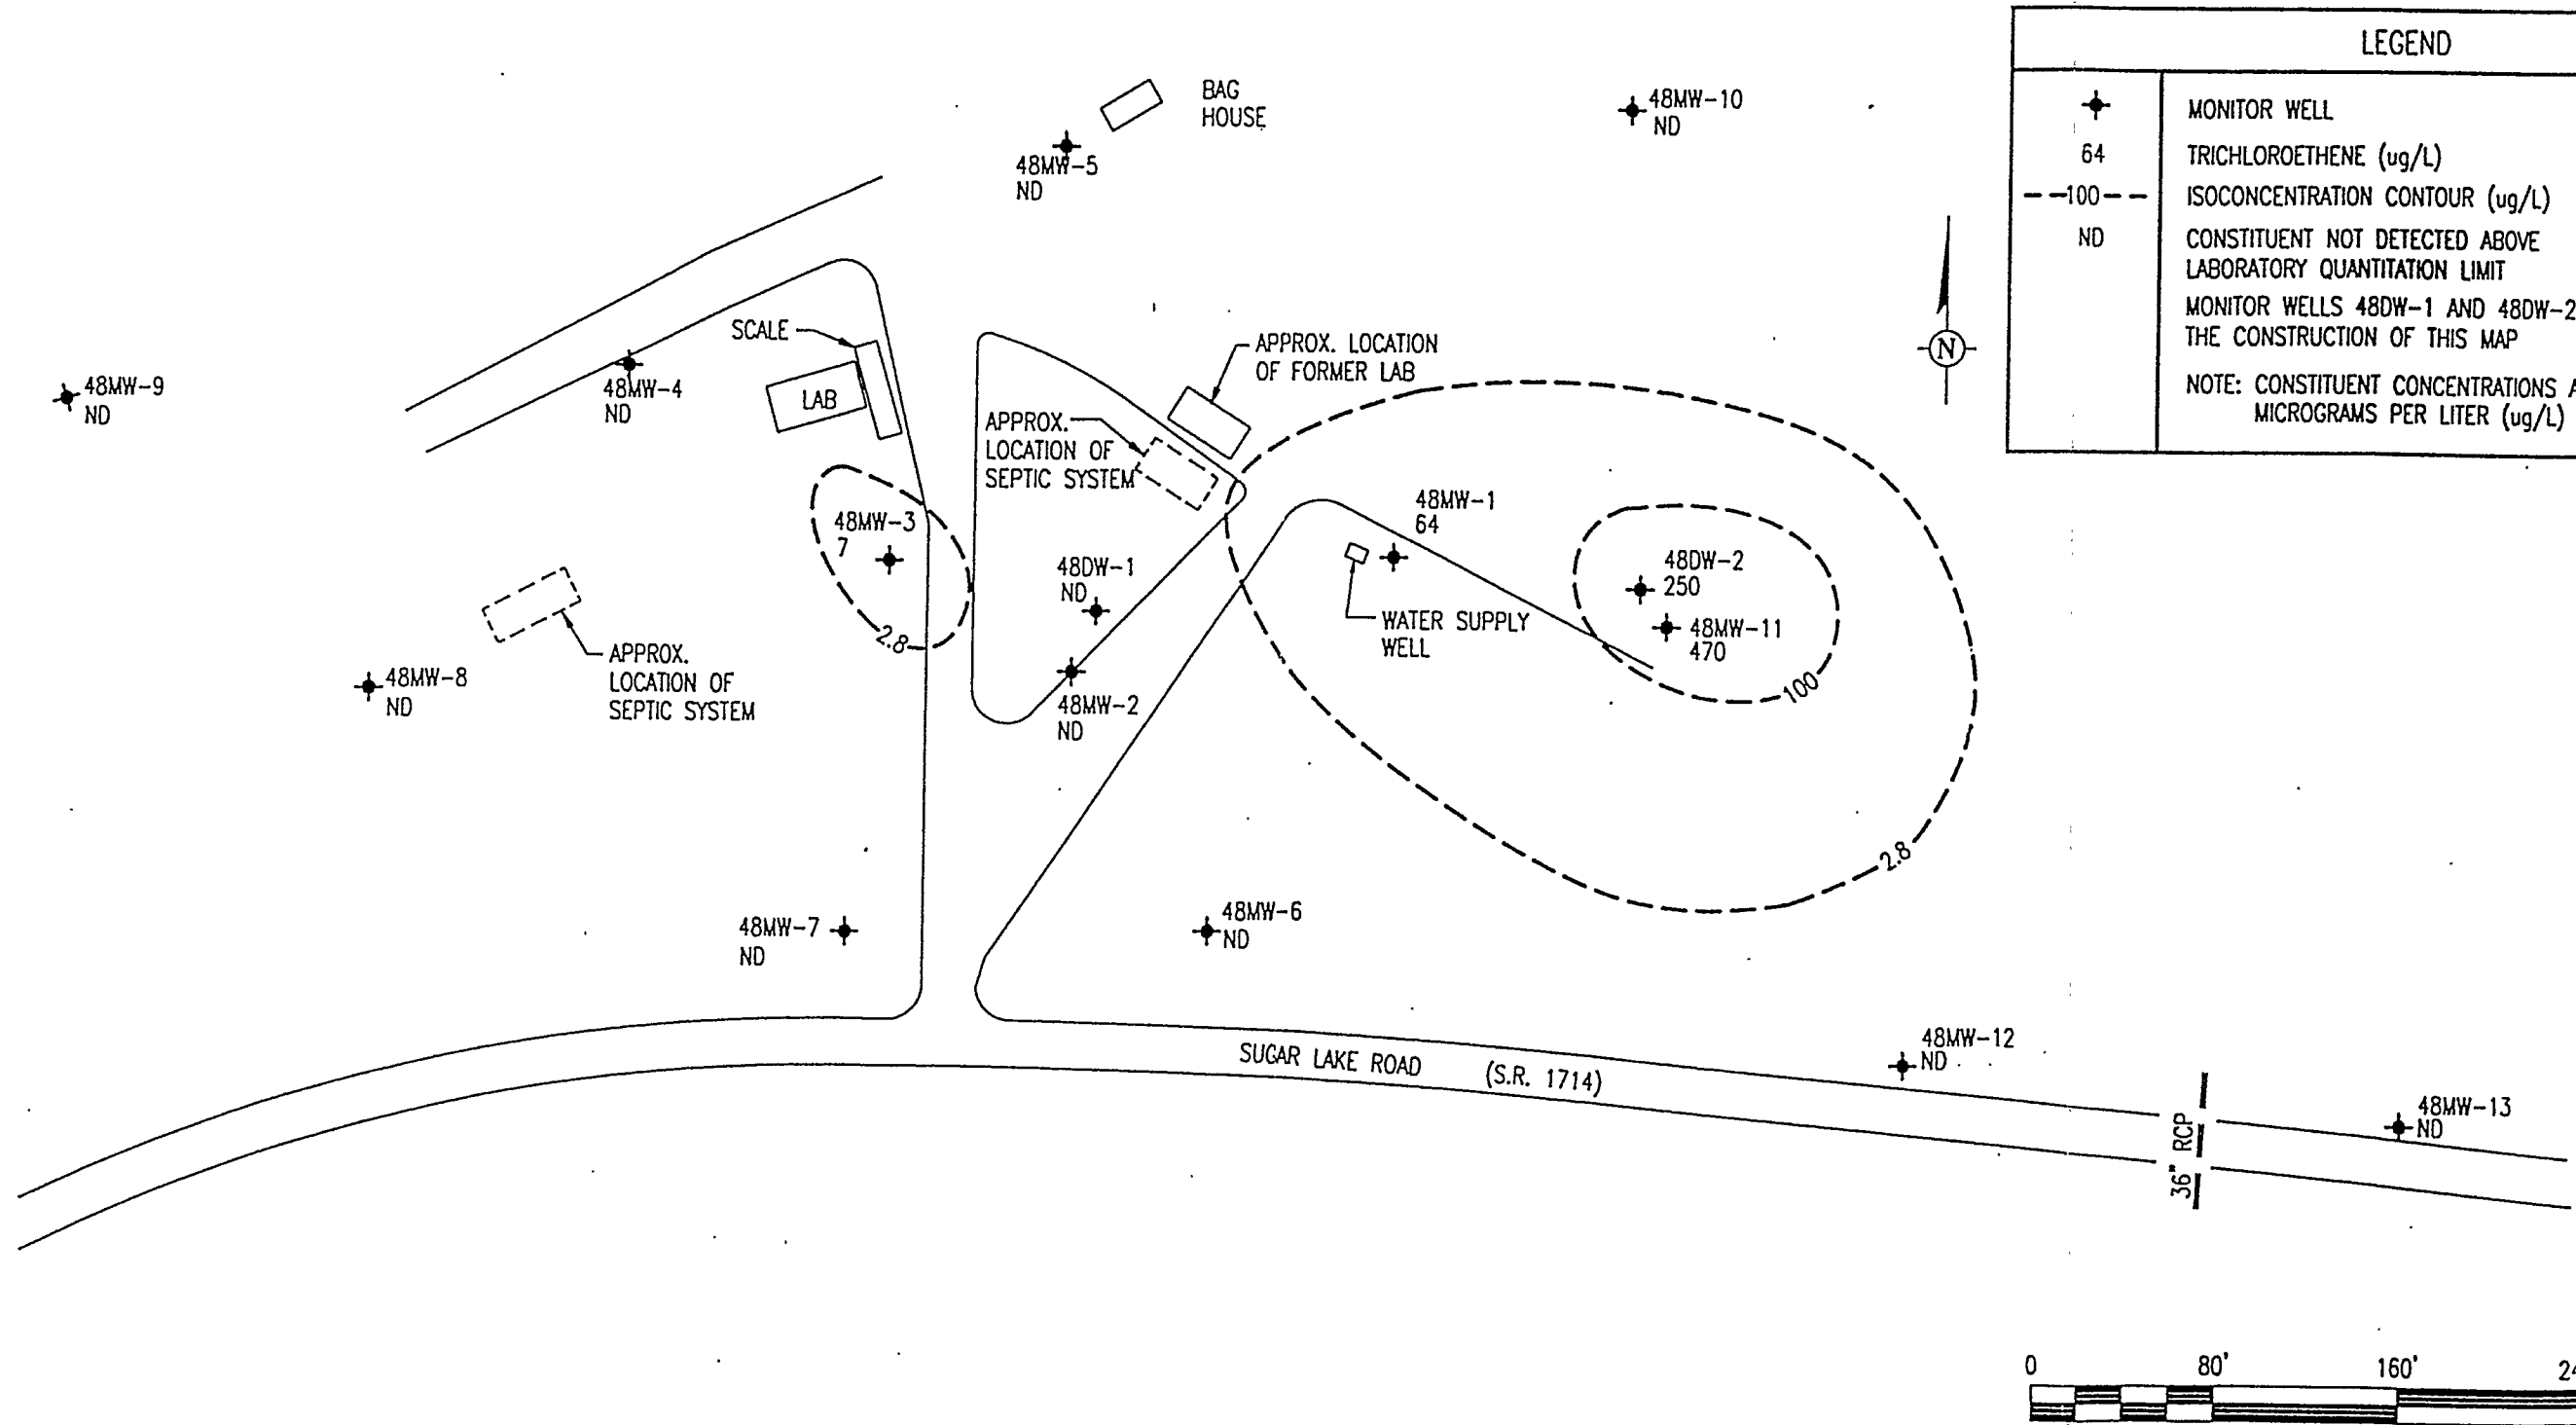 LEGEND
MONITOR WELL
64 TRICHLOROETHENE (ug/L)
--100-- ISOCONCENTRATION CONTOUR (ug/L)
ND CONSTITUENT NOT DETECTED ABOVE
LABORATORY QUANTITATION LIMIT
MONITOR WELLS 48DW-1 AND 48DW-2
THE CONSTRUCTION OF THIS MAP
NOTE: CONSTITUENT CONCENTRATIONS
MICROGRAMS PER LITER (ug/L)
BAG
HOUSE
48MW-10
ND
48MW-5
ND
SCALE
LAB
48MW-9
ND
48MW-4
ND
APPROX. LOCATION
OF FORMER LAB
N
APPROX.
LOCATION OF
SEPTIC SYSTEM
48MW-3
7
2.8
48MW-1
64
48DW-1
ND
48DW-2
250
WATER SUPPLY
WELL
48MW-11
470
100
APPROX.
LOCATION OF
SEPTIC SYSTEM
48MW-8
ND
48MW-2
ND
2.8
48MW-7
ND
48MW-6
ND
SUGAR LAKE ROAD (S.R. 1714)
48MW-12
ND
36" RCP
48MW-13
ND
0 80' 160'